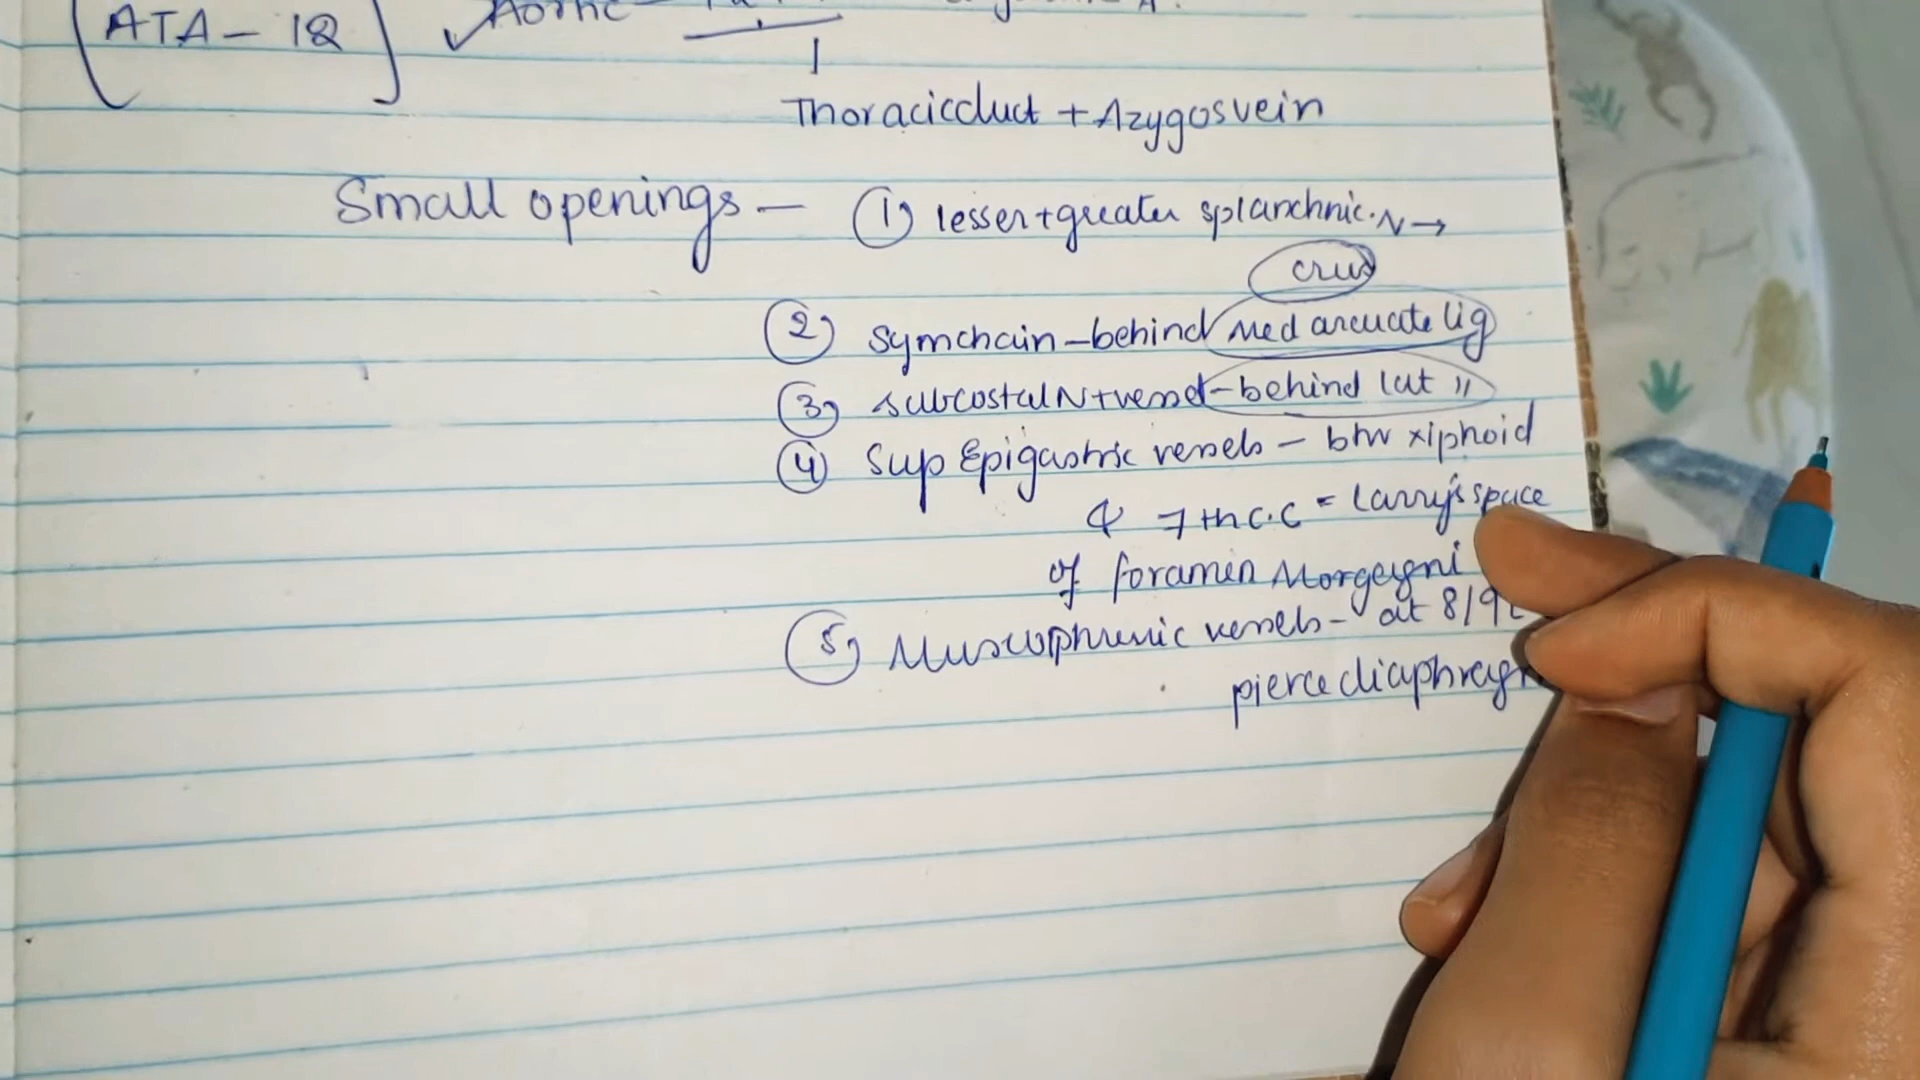 ATA - 12 ✓Aortic
Thoracicduct + Azygosvein
Small openings — ① lesser + greater splanchnic. N →
crus
② Symchain - behind Med arcuate lig
③ subcostal N + vessel - behind lat "
④ Sup Epigastric vessels - btw xiphoid
& 7th C.C = Larry's space
of foramen Morgagni
⑤ Musculophrenic vessels - at 8/9
pierce diaphragm